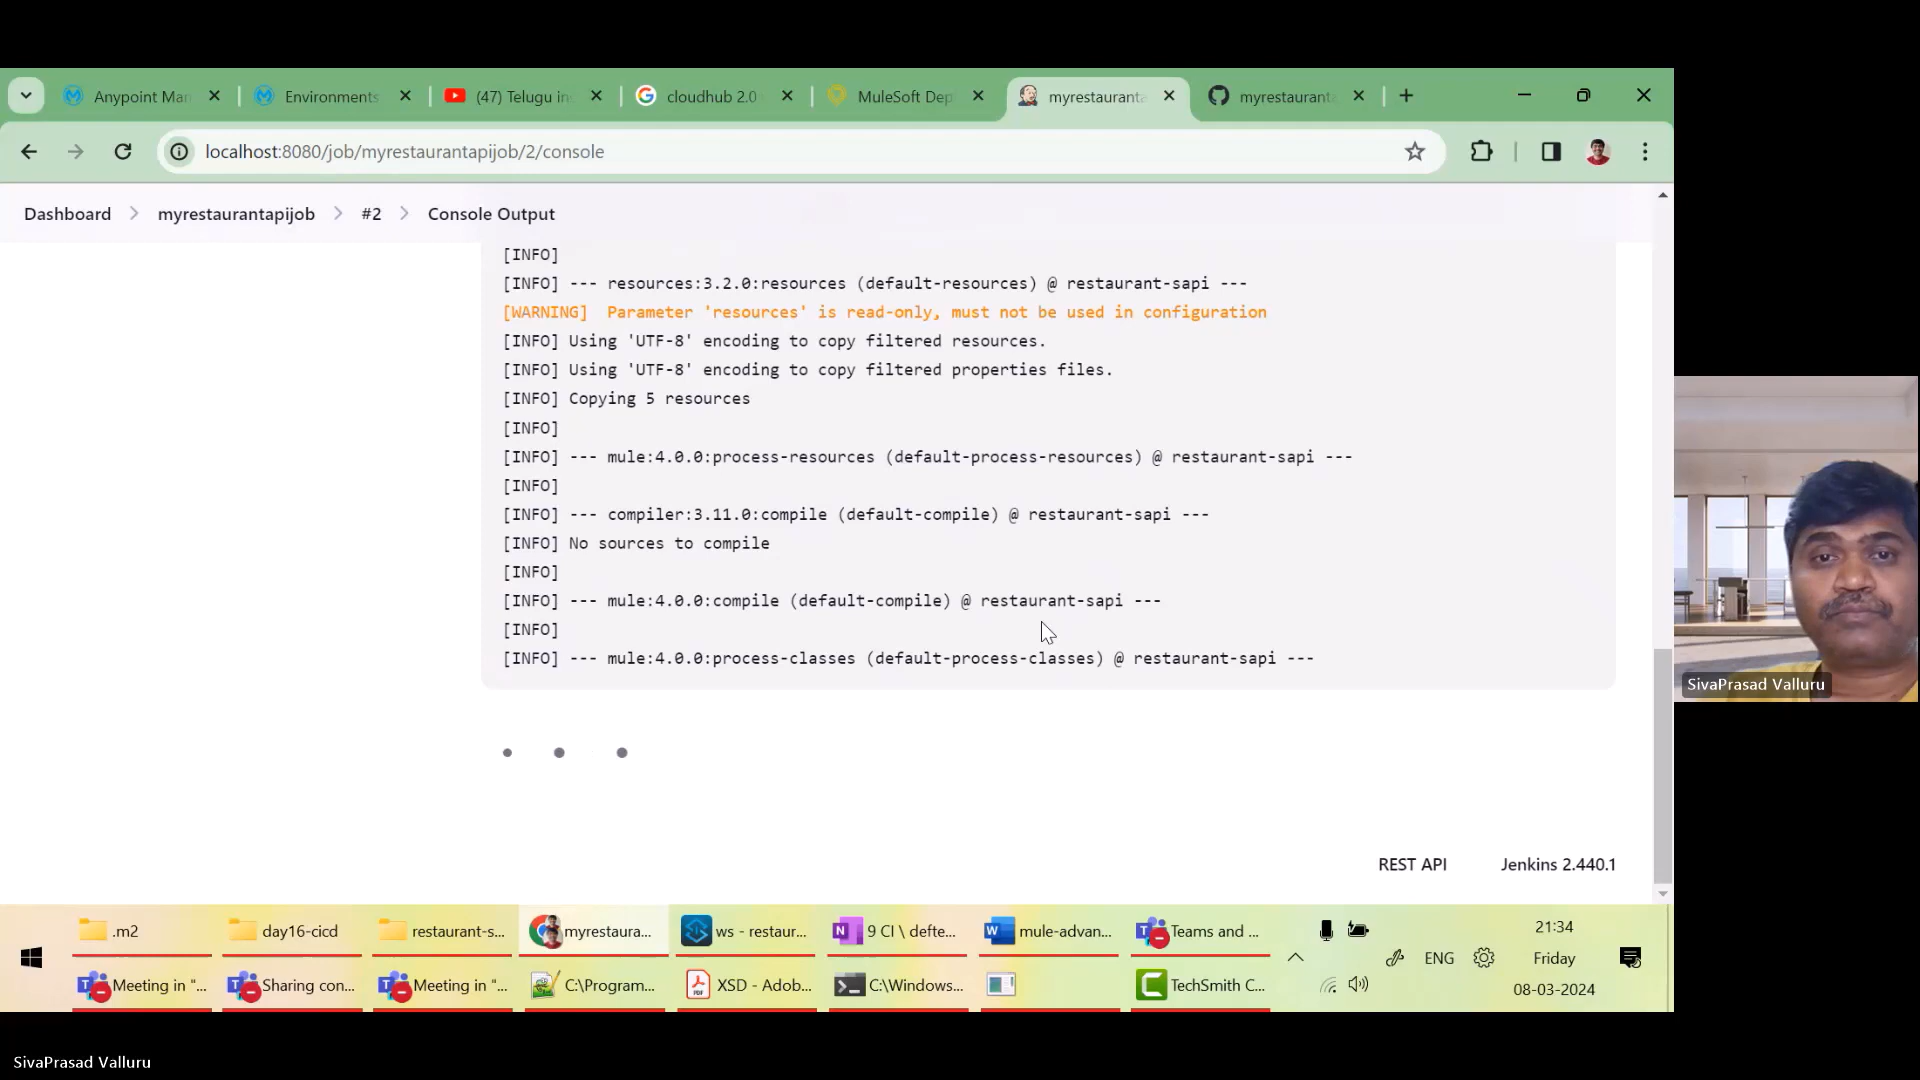 Anypoint Man
Environments
(47) Telugu in
cloudhub 2.0
MuleSoft Dep
myrestauranta
myrestaurant
localhost:8080/job/myrestaurantapijob/2/console
Dashboard
myrestaurantapijob
#2
Console Output
[INFO]
[INFO] --- resources:3.2.0:resources (default-resources) @ restaurant-sapi ---
[WARNING]  Parameter 'resources' is read-only, must not be used in configuration
[INFO] Using 'UTF-8' encoding to copy filtered resources.
[INFO] Using 'UTF-8' encoding to copy filtered properties files.
[INFO] Copying 5 resources
[INFO]
[INFO] --- mule:4.0.0:process-resources (default-process-resources) @ restaurant-sapi ---
[INFO]
[INFO] --- compiler:3.11.0:compile (default-compile) @ restaurant-sapi ---
[INFO] No sources to compile
[INFO]
[INFO] --- mule:4.0.0:compile (default-compile) @ restaurant-sapi ---
[INFO]
[INFO] --- mule:4.0.0:process-classes (default-process-classes) @ restaurant-sapi ---
SivaPrasad Valluru
REST API
Jenkins 2.440.1
.m2
day16-cicd
restaurant-s...
myrestaura...
ws - restaur...
9 CI \ defte...
mule-advan...
Teams and ...
21:34
ENG
Friday
Meeting in "...
Sharing con...
Meeting in "...
C:\Program...
XSD - Adob...
C:\Windows...
TechSmith C...
08-03-2024
SivaPrasad Valluru